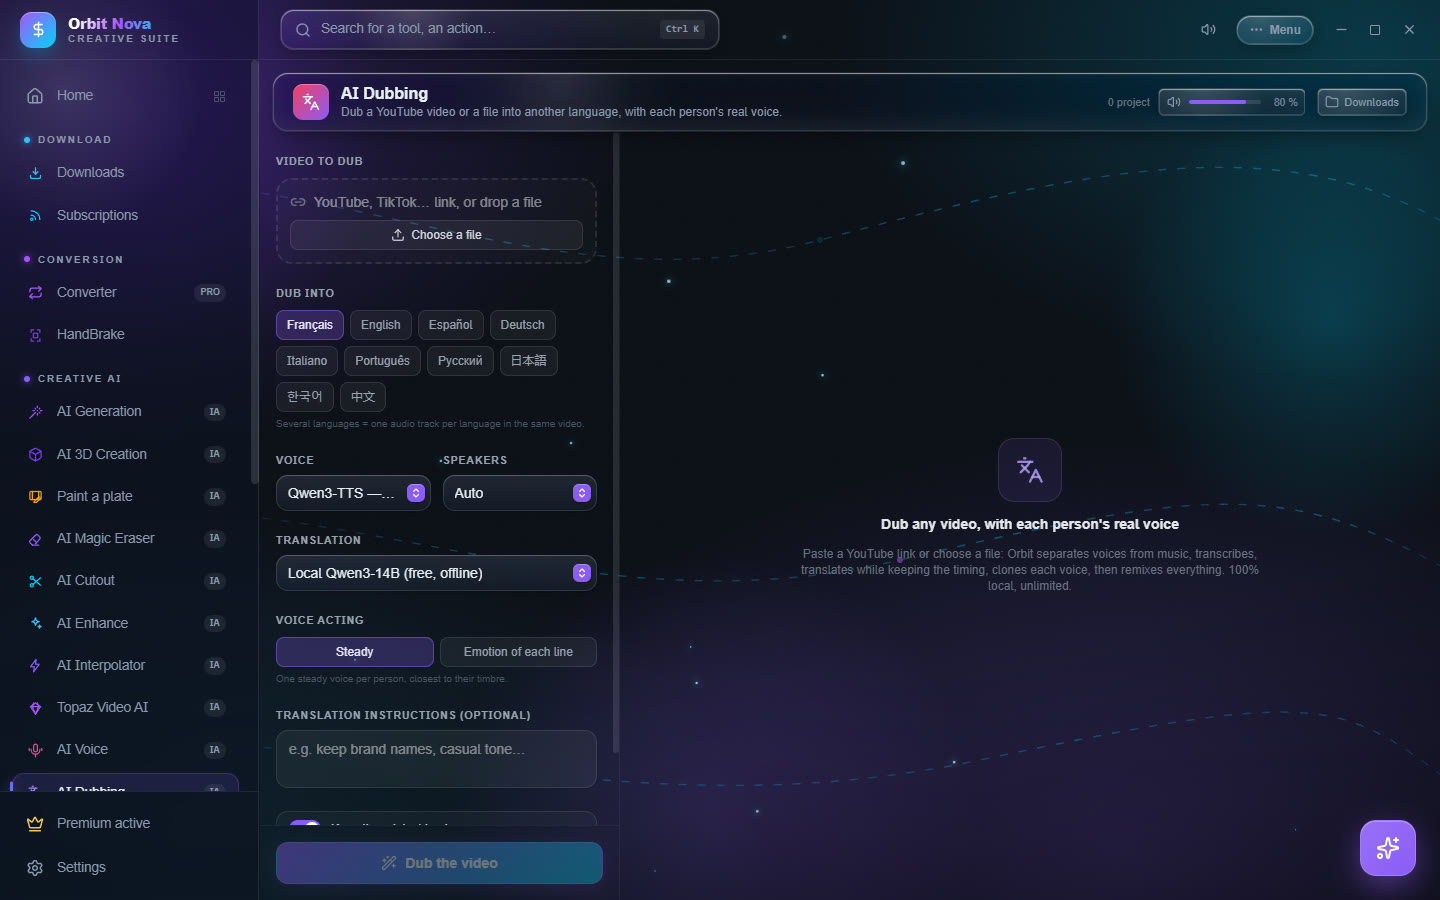 Orbit Nova
CREATIVE SUITE
Search for a tool, an action…
Ctrl K
Menu
Home
DOWNLOAD
Downloads
Subscriptions
CONVERSION
Converter
PRO
HandBrake
CREATIVE AI
AI Generation
IA
AI 3D Creation
IA
Paint a plate
IA
AI Magic Eraser
IA
AI Cutout
IA
AI Enhance
IA
AI Interpolator
IA
Topaz Video AI
IA
AI Voice
IA
AI Dubbing
IA
Premium active
Settings
AI Dubbing
Dub a YouTube video or a file into another language, with each person's real voice.
0 project
80 %
Downloads
VIDEO TO DUB
YouTube, TikTok… link, or drop a file
Choose a file
DUB INTO
Français English Español Deutsch
Italiano Português Русский 日本語
한국어 中文
Several languages = one audio track per language in the same video.
VOICE SPEAKERS
Qwen3-TTS —… Auto
TRANSLATION
Local Qwen3-14B (free, offline)
VOICE ACTING
Steady Emotion of each line
One steady voice per person, closest to their timbre.
TRANSLATION INSTRUCTIONS (OPTIONAL)
e.g. keep brand names, casual tone…
Dub the video
Dub any video, with each person's real voice
Paste a YouTube link or choose a file: Orbit separates voices from music, transcribes,
translates while keeping the timing, clones each voice, then remixes everything. 100%
local, unlimited.